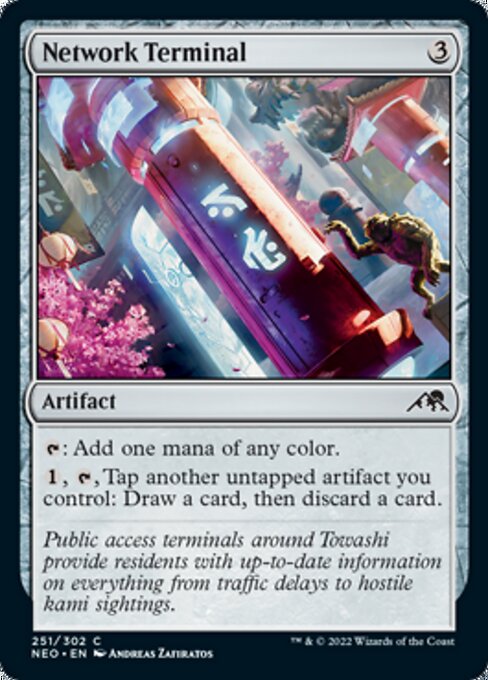 Network Terminal 3
Artifact
: Add one mana of any color.
1, , Tap another untapped artifact you
control: Draw a card, then discard a card.
Public access terminals around Towashi
provide residents with up-to-date information
on everything from traffic delays to hostile
kami sightings.
251/302 C
NEO • EN ANDREAS ZAFIRATOS
™ & © 2022 Wizards of the Coast